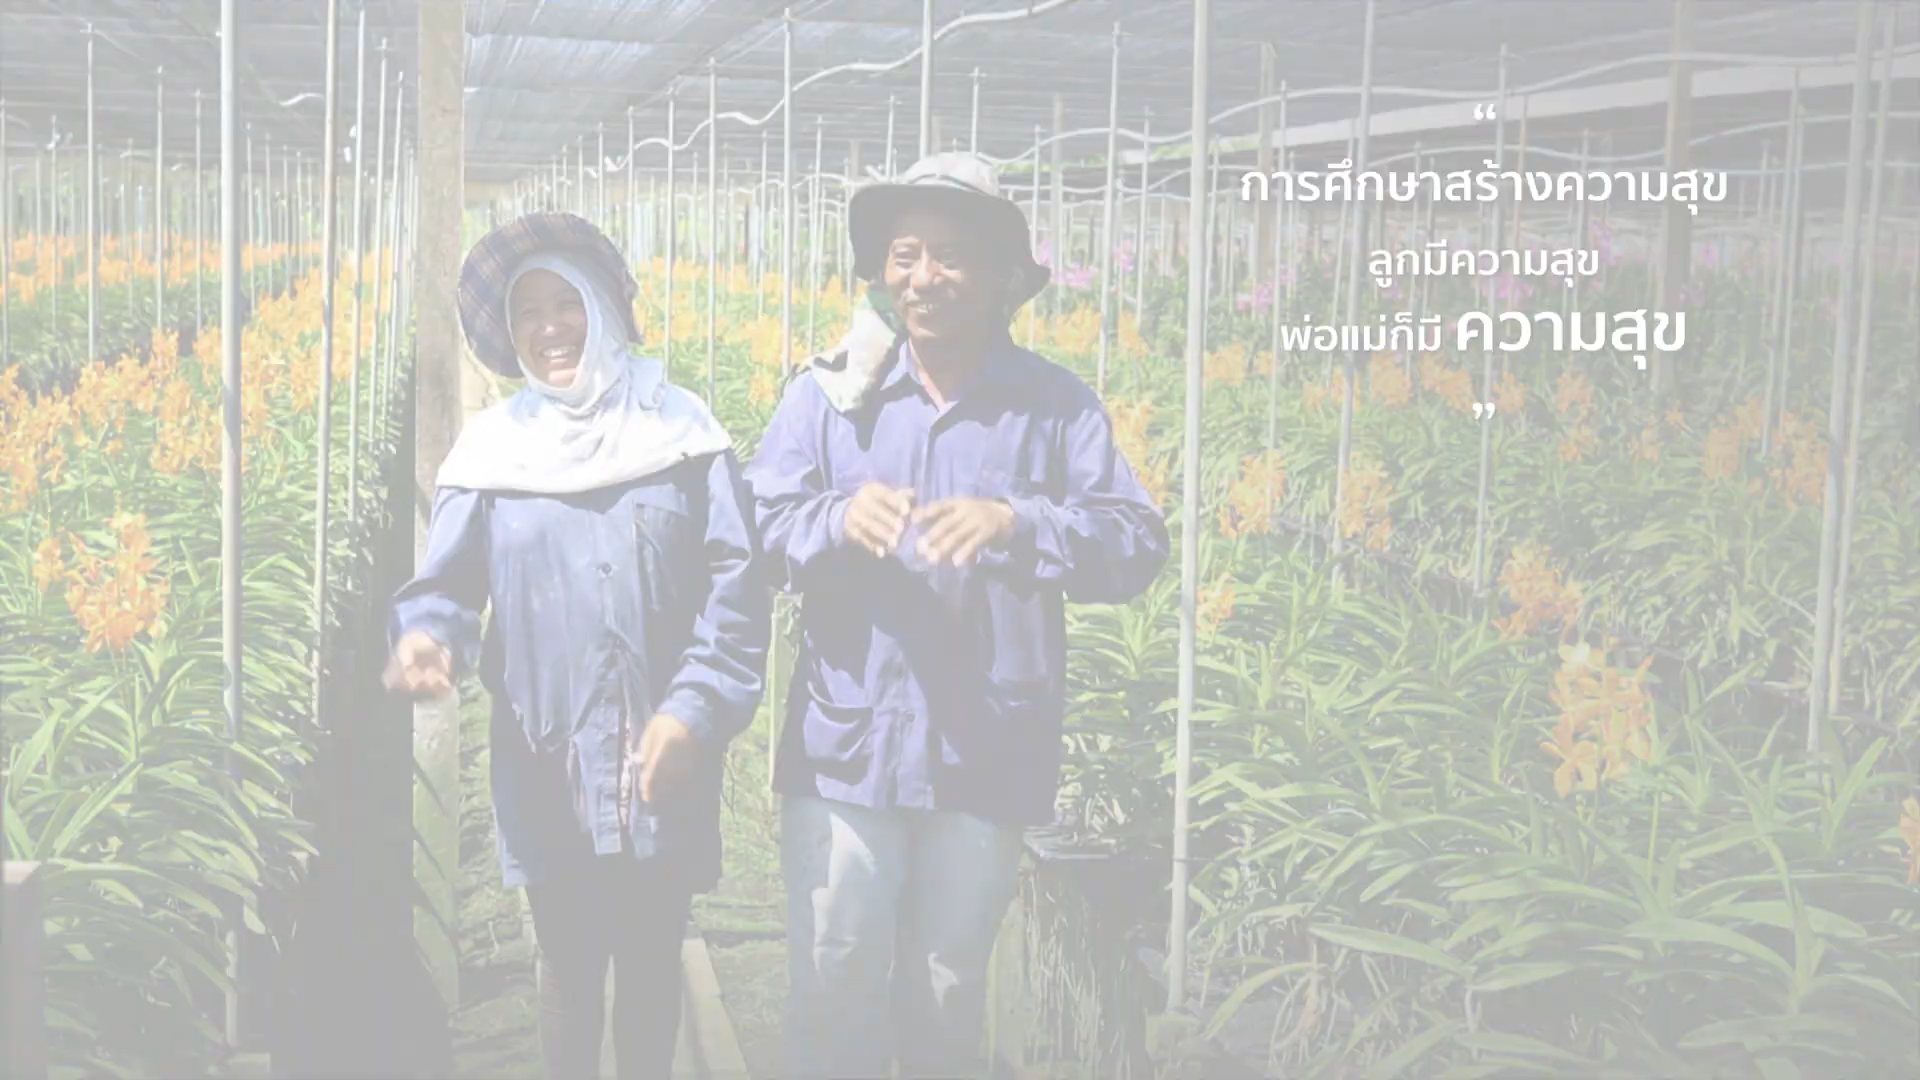 “
การศึกษาสร้างความสุข
ลูกมีความสุข
พ่อแม่ก็มี ความสุข
”